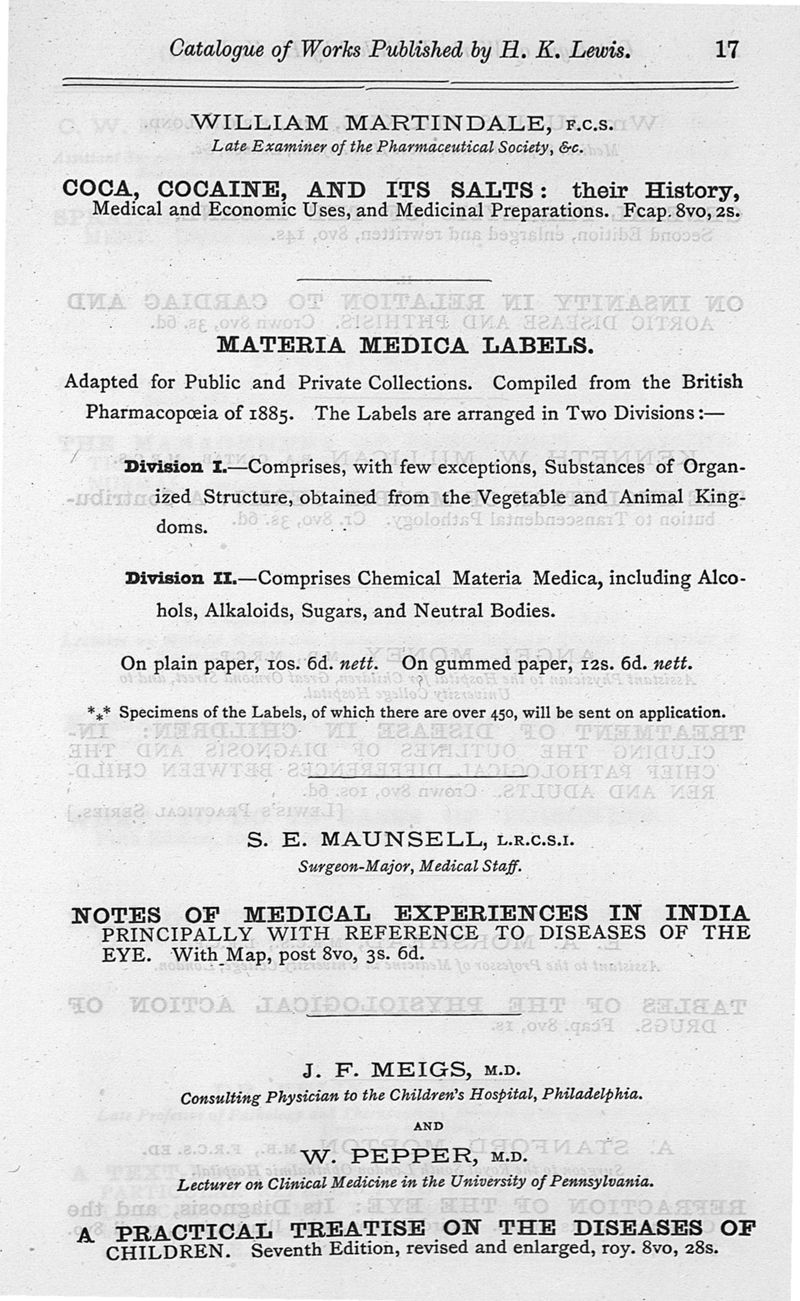 Catalogue of Works Published by H. K. Lewis. 17
WILLIAM MARTINDALE, F.C.S.
Late Examiner of the Pharmaceutical Society, &c.
COCA, COCAINE, AND ITS SALTS: their History,
Medical and Economic Uses, and Medicinal Preparations. Fcap. 8vo, 2s.
MATERIA MEDICA LABELS.
Adapted for Public and Private Collections. Compiled from the British
Pharmacopœia of 1885. The Labels are arranged in Two Divisions:—
Division I.—Comprises, with few exceptions, Substances of Organ-
ized Structure, obtained from the Vegetable and Animal King-
doms.
Division II.—Comprises Chemical Materia Medica, including Alco-
hols, Alkaloids, Sugars, and Neutral Bodies.
On plain paper, 10s. 6d. nett. On gummed paper, 12s. 6d. nett.
*⁎* Specimens of the Labels, of which there are over 450, will be sent on application.
S. E. MAUNSELL, L.R.C.S.I.
Surgeon-Major, Medical Staff.
NOTES OF MEDICAL EXPERIENCES IN INDIA
PRINCIPALLY WITH REFERENCE TO DISEASES OF THE
EYE. With Map, post 8vo, 3s. 6d.
J. F. MEIGS, M.D.
Consulting Physician to the Children's Hospital, Philadelphia.
AND
W. PEPPER, M.D.
Lecturer on Clinical Medicine in the University of Pennsylvania.
A PRACTICAL TREATISE ON THE DISEASES OF
CHILDREN. Seventh Edition, revised and enlarged, roy. 8vo, 28s.